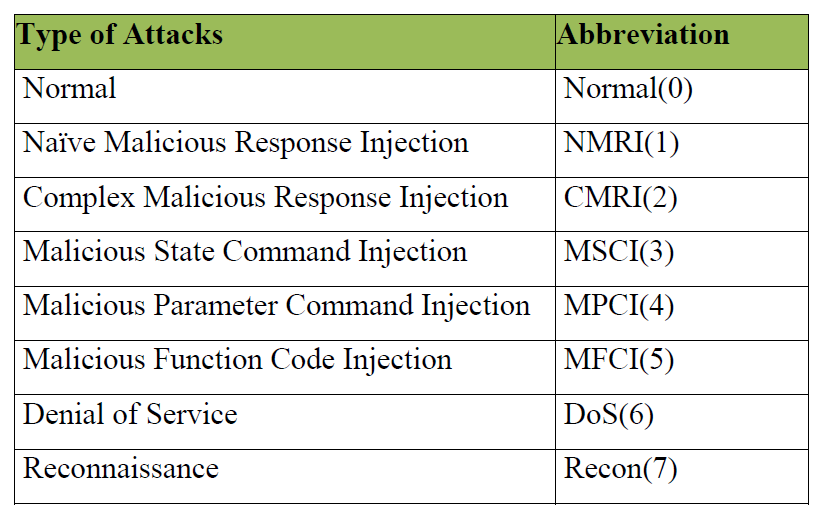 Type of Attacks Abbreviation
Normal Normal(0)
Naïve Malicious Response Injection NMRI(1)
Complex Malicious Response Injection CMRI(2)
Malicious State Command Injection MSCI(3)
Malicious Parameter Command Injection MPCI(4)
Malicious Function Code Injection MFCI(5)
Denial of Service DoS(6)
Reconnaissance Recon(7)